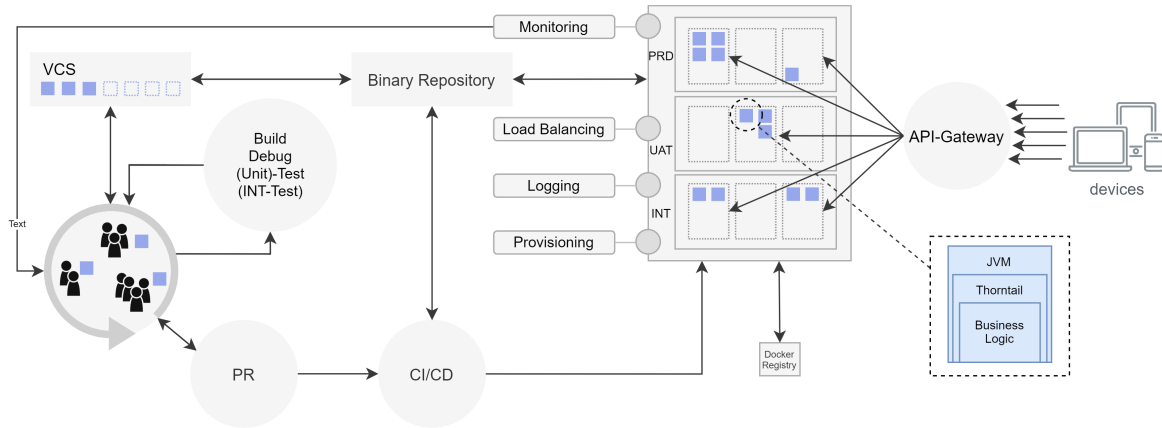 Monitoring
VCS
Binary Repository
Build
Debug
(Unit)-Test
(INT-Test)
Load Balancing
Logging
Provisioning
PRD
UAT
INT
API-Gateway
devices
Text
JVM
Thorntail
Business
Logic
Docker
Registry
PR
CI/CD